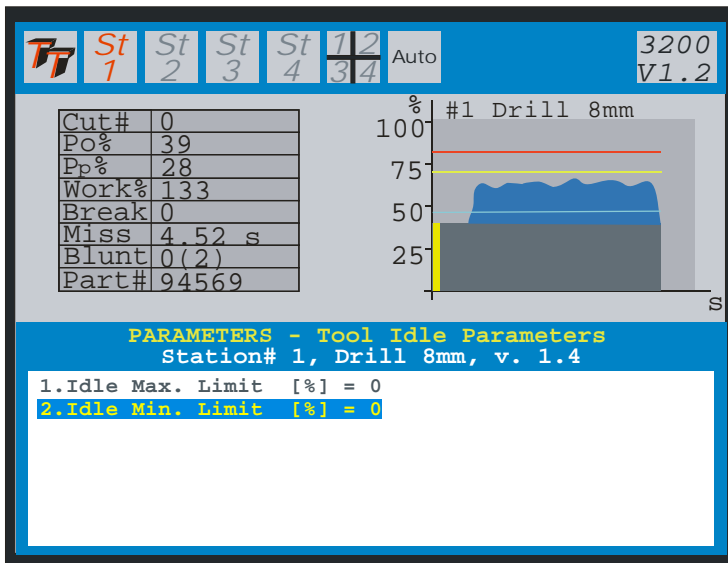 TT St 1 St 2 St 3 St 4 1 2 3 4 Auto 3200 V1.2
Cut# 0
Po% 39
Pp% 28
Work% 133
Break 0
Miss 4.52 s
Blunt 0(2)
Part# 94569
% #1 Drill 8mm
100
75
50
25
s
PARAMETERS - Tool Idle Parameters
Station# 1, Drill 8mm, v. 1.4
1.Idle Max. Limit [%] = 0
2.Idle Min. Limit [%] = 0